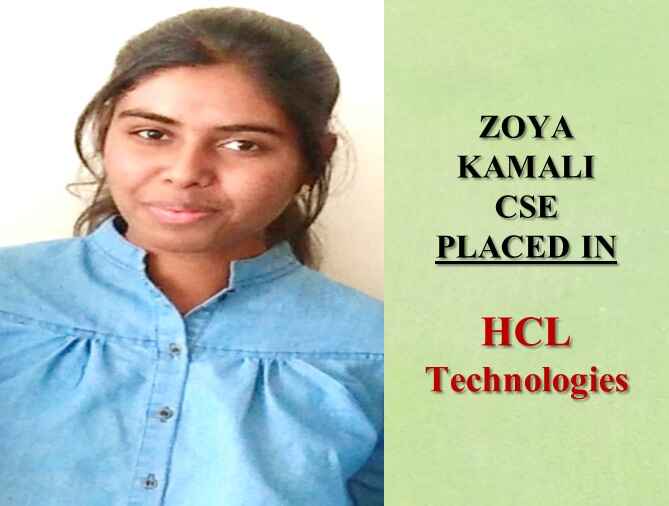 ZOYA
KAMALI
CSE
PLACED IN
HCL
Technologies